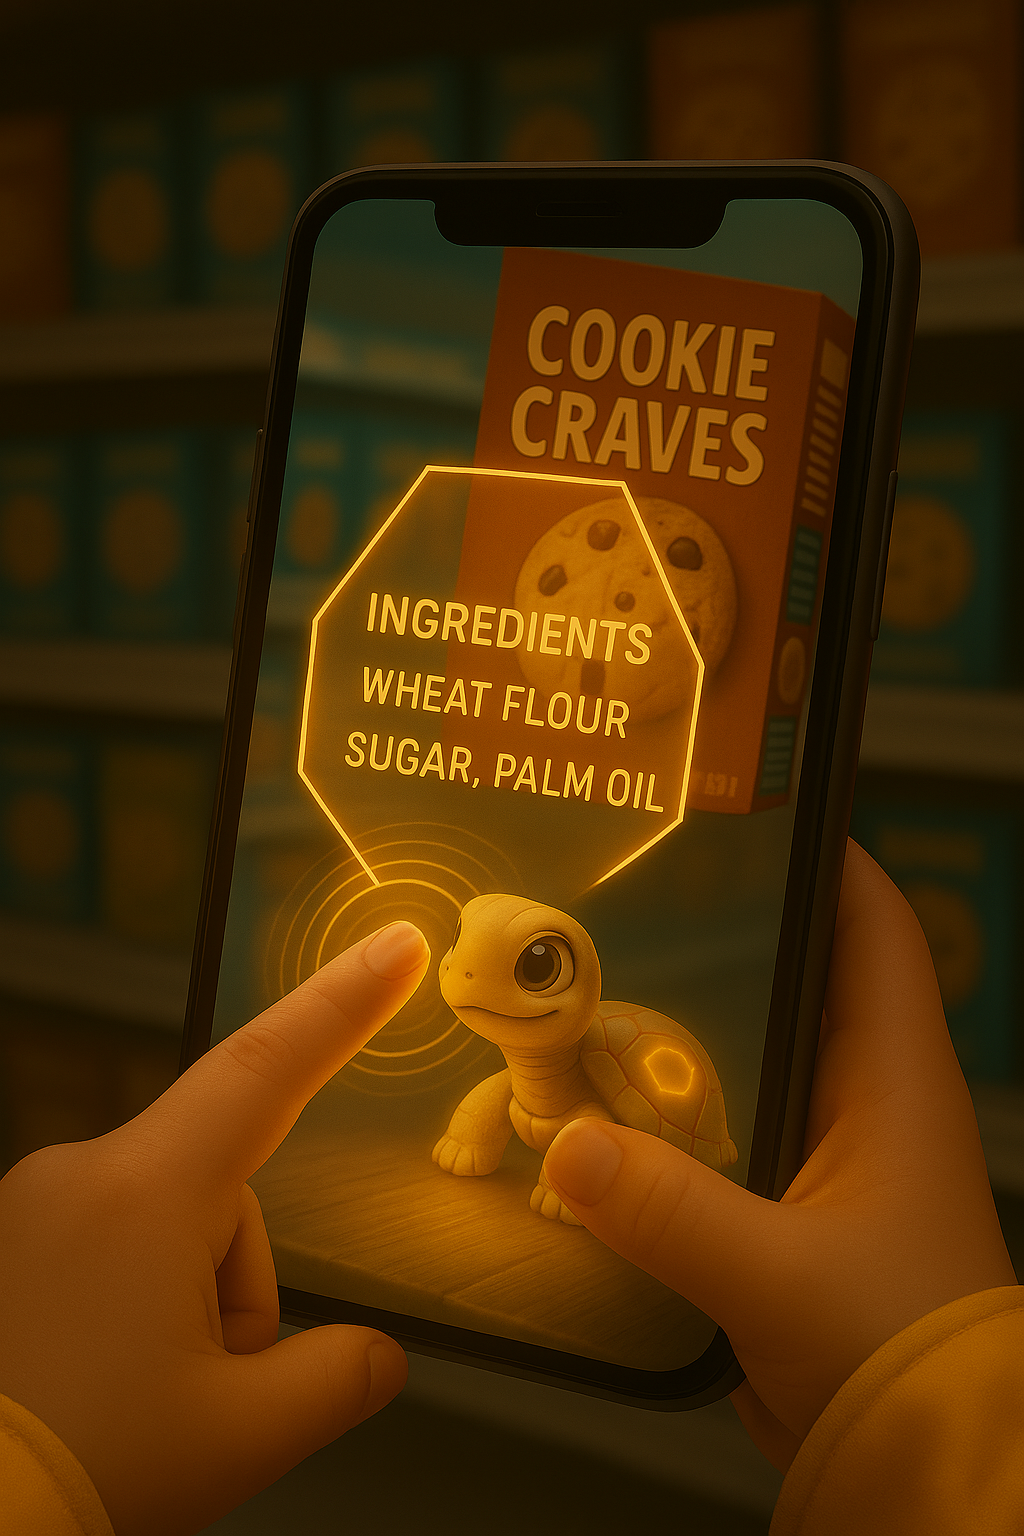 COOKIE
CRAVES
INGREDIENTS
WHEAT FLOUR
SUGAR, PALM OIL